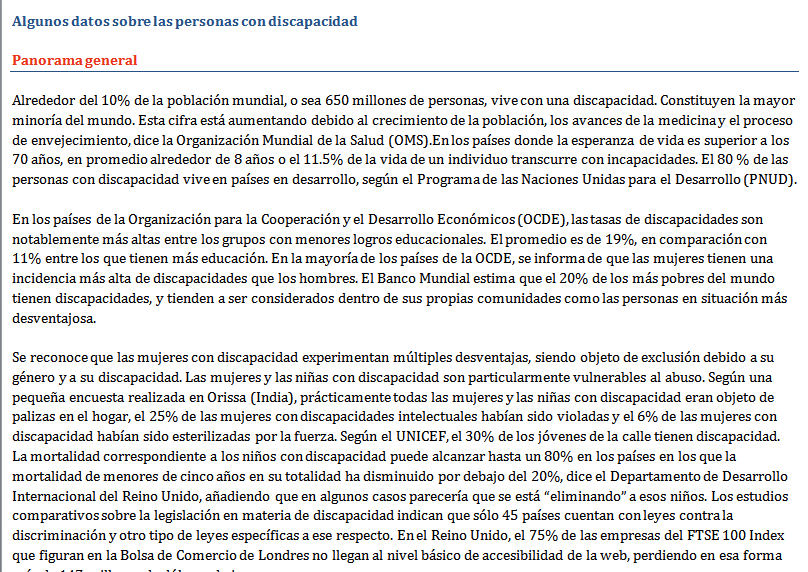 Algunos datos sobre las personas con discapacidad
Panorama general
Alrededor del 10% de la población mundial, o sea 650 millones de personas, vive con una discapacidad. Constituyen la mayor
minoría del mundo. Esta cifra está aumentando debido al crecimiento de la población, los avances de la medicina y el proceso
de envejecimiento, dice la Organización Mundial de la Salud (OMS).En los países donde la esperanza de vida es superior a los
70 años, en promedio alrededor de 8 años o el 11.5% de la vida de un individuo transcurre con incapacidades. El 80 % de las
personas con discapacidad vive en países en desarrollo, según el Programa de las Naciones Unidas para el Desarrollo (PNUD).
En los países de la Organización para la Cooperación y el Desarrollo Económicos (OCDE), las tasas de discapacidades son
notablemente más altas entre los grupos con menores logros educacionales. El promedio es de 19%, en comparación con
11% entre los que tienen más educación. En la mayoría de los países de la OCDE, se informa de que las mujeres tienen una
incidencia más alta de discapacidades que los hombres. El Banco Mundial estima que el 20% de los más pobres del mundo
tienen discapacidades, y tienden a ser considerados dentro de sus propias comunidades como las personas en situación más
desventajosa.
Se reconoce que las mujeres con discapacidad experimentan múltiples desventajas, siendo objeto de exclusión debido a su
género y a su discapacidad. Las mujeres y las niñas con discapacidad son particularmente vulnerables al abuso. Según una
pequeña encuesta realizada en Orissa (India), prácticamente todas las mujeres y las niñas con discapacidad eran objeto de
palizas en el hogar, el 25% de las mujeres con discapacidades intelectuales habían sido violadas y el 6% de las mujeres con
discapacidad habían sido esterilizadas por la fuerza. Según el UNICEF, el 30% de los jóvenes de la calle tienen discapacidad.
La mortalidad correspondiente a los niños con discapacidad puede alcanzar hasta un 80% en los países en los que la
mortalidad de menores de cinco años en su totalidad ha disminuido por debajo del 20%, dice el Departamento de Desarrollo
Internacional del Reino Unido, añadiendo que en algunos casos parecería que se está “eliminando” a esos niños. Los estudios
comparativos sobre la legislación en materia de discapacidad indican que sólo 45 países cuentan con leyes contra la
discriminación y otro tipo de leyes específicas a ese respecto. En el Reino Unido, el 75% de las empresas del FTSE 100 Index
que figuran en la Bolsa de Comercio de Londres no llegan al nivel básico de accesibilidad de la web, perdiendo en esa forma